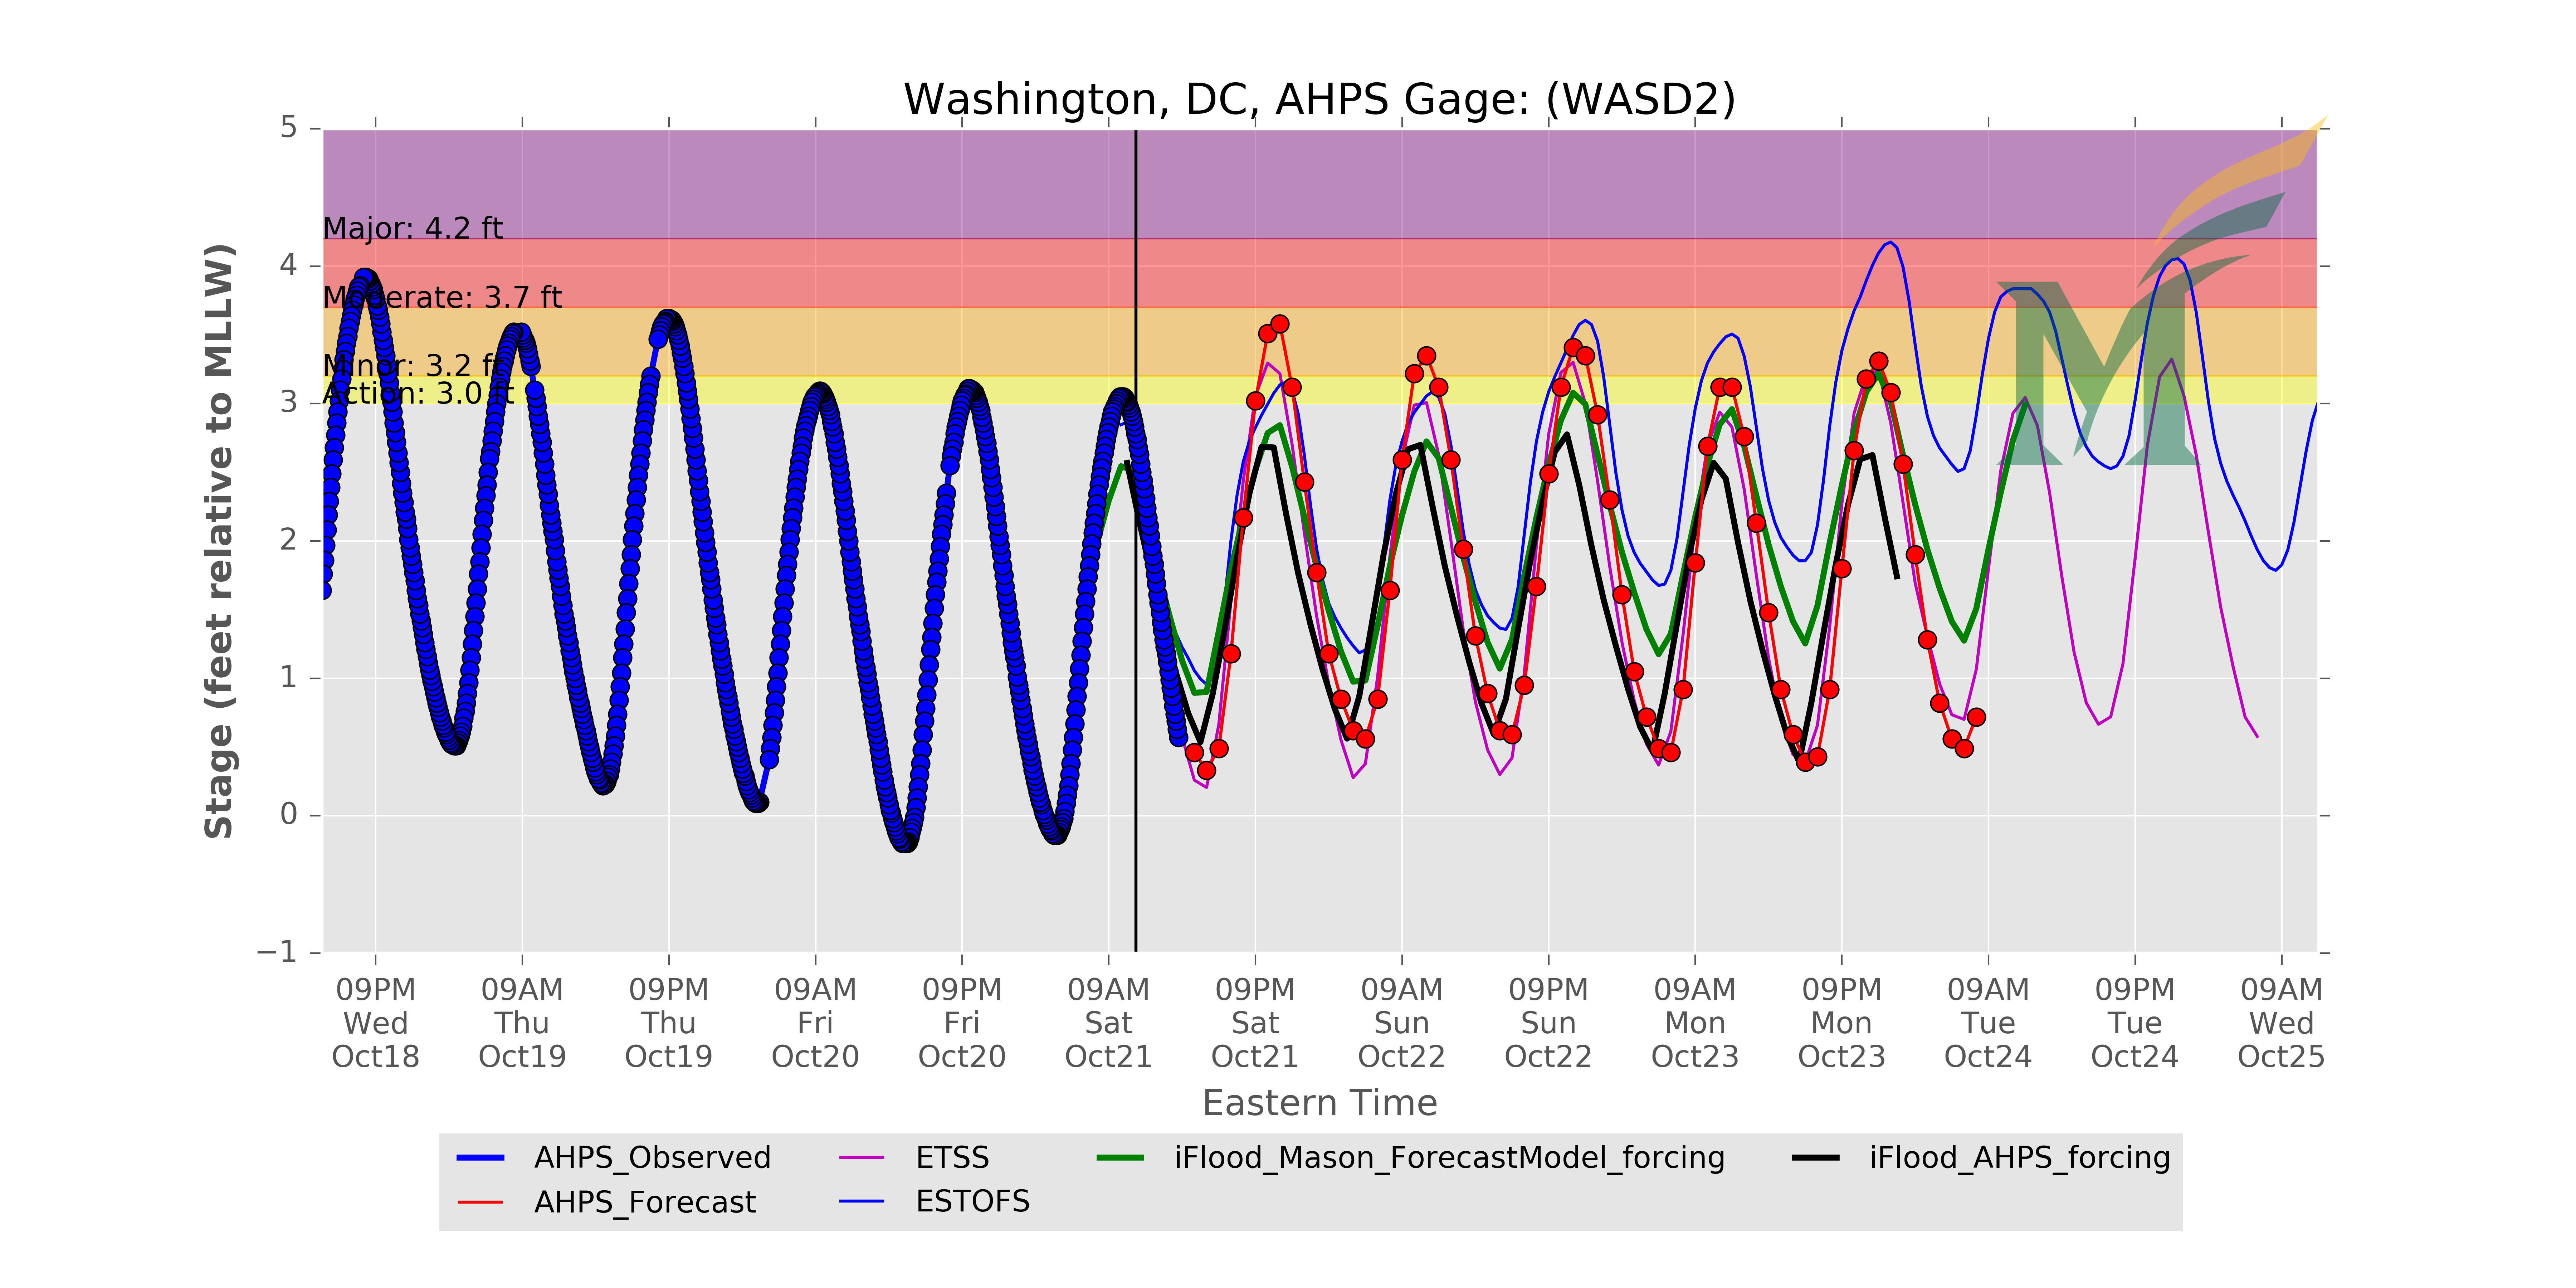 Washington, DC, AHPS Gage: (WASD2)
5
4
3
2
1
0
−1
Stage (feet relative to MLLW)
Major: 4.2 ft
Moderate: 3.7 ft
Minor: 3.2 ft
Action: 3.0 ft
M
09PM Wed Oct18
09AM Thu Oct19
09PM Thu Oct19
09AM Fri Oct20
09PM Fri Oct20
09AM Sat Oct21
09PM Sat Oct21
09AM Sun Oct22
09PM Sun Oct22
09AM Mon Oct23
09PM Mon Oct23
09AM Tue Oct24
09PM Tue Oct24
09AM Wed Oct25
Eastern Time
AHPS_Observed
AHPS_Forecast
ETSS
ESTOFS
iFlood_Mason_ForecastModel_forcing
iFlood_AHPS_forcing